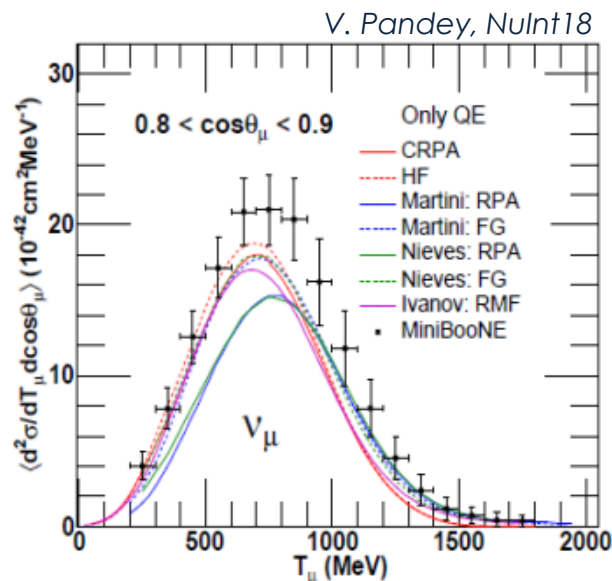 V. Pandey, NuInt18
30
20
10
0
⟨d²σ/dT_μdcosθ_μ⟩ (10⁻⁴²cm²MeV⁻¹)
0.8 < cosθ_μ < 0.9
Only QE
CRPA
HF
Martini: RPA
Martini: FG
Nieves: RPA
Nieves: FG
Ivanov: RMF
MiniBooNE
ν_μ
0 500 1000 1500 2000
T_μ (MeV)